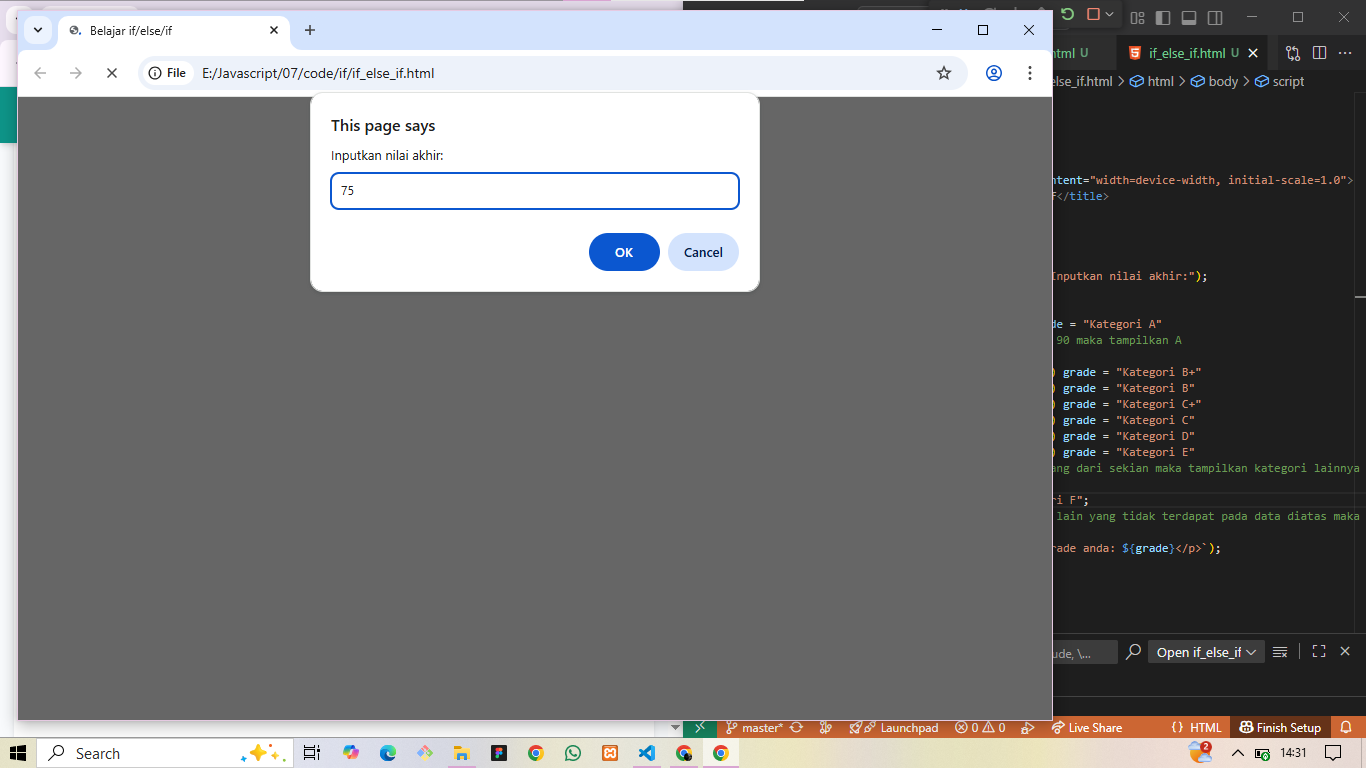 Belajar if/else/if
File
E:/Javascript/07/code/if/if_else_if.html
This page says
Inputkan nilai akhir:
75
OK
Cancel
html U
if_else_if.html U
else_if.html > html > body > script
ntent="width=device-width, initial-scale=1.0">
f</title>
Inputkan nilai akhir:");
de = "Kategori A"
90 maka tampilkan A
) grade = "Kategori B+"
) grade = "Kategori B"
) grade = "Kategori C+"
) grade = "Kategori C"
) grade = "Kategori D"
) grade = "Kategori E"
ang dari sekian maka tampilkan kategori lainnya
ri F";
lain yang tidak terdapat pada data diatas maka
rade anda: ${grade}</p>`);
ude, \...
Open if_else_if
master*
Launchpad
0
0
Live Share
{ } HTML
Finish Setup
Search
2
14:31